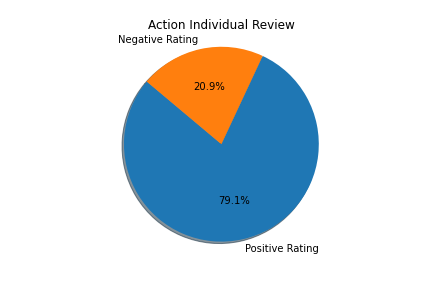 Action Individual Review
Negative Rating
20.9%
79.1%
Positive Rating